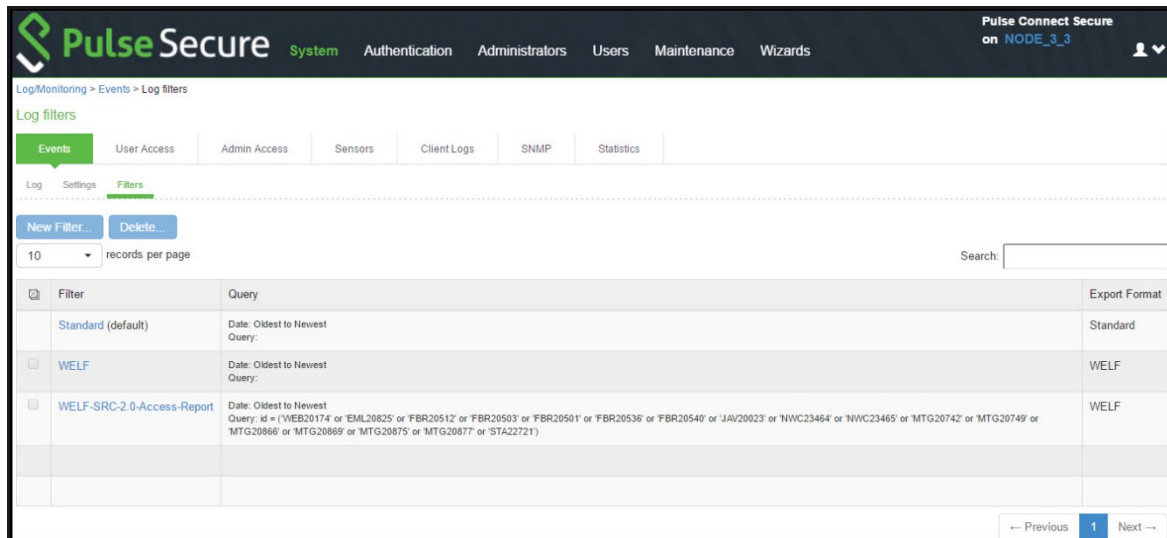 Pulse Secure
System Authentication Administrators Users Maintenance Wizards
Pulse Connect Secure
on NODE_3_3
Log/Monitoring > Events > Log filters
Log filters
Events User Access Admin Access Sensors Client Logs SNMP Statistics
Log Settings Filters
New Filter... Delete...
10 records per page
Search:
Filter Query Export Format
Standard (default) Date: Oldest to Newest Standard
Query:
WELF Date: Oldest to Newest WELF
Query:
WELF-SRC-2.0-Access-Report Date: Oldest to Newest WELF
Query: id = ('WEB20174' or 'EML20825' or 'FBR20512' or 'FBR20503' or 'FBR20501' or 'FBR20536' or 'FBR20540' or 'JAV20023' or 'NWC23464' or 'NWC23465' or 'MTG20742' or 'MTG20749' or
'MTG20866' or 'MTG20869' or 'MTG20875' or 'MTG20877' or 'STA22721')
← Previous 1 Next →